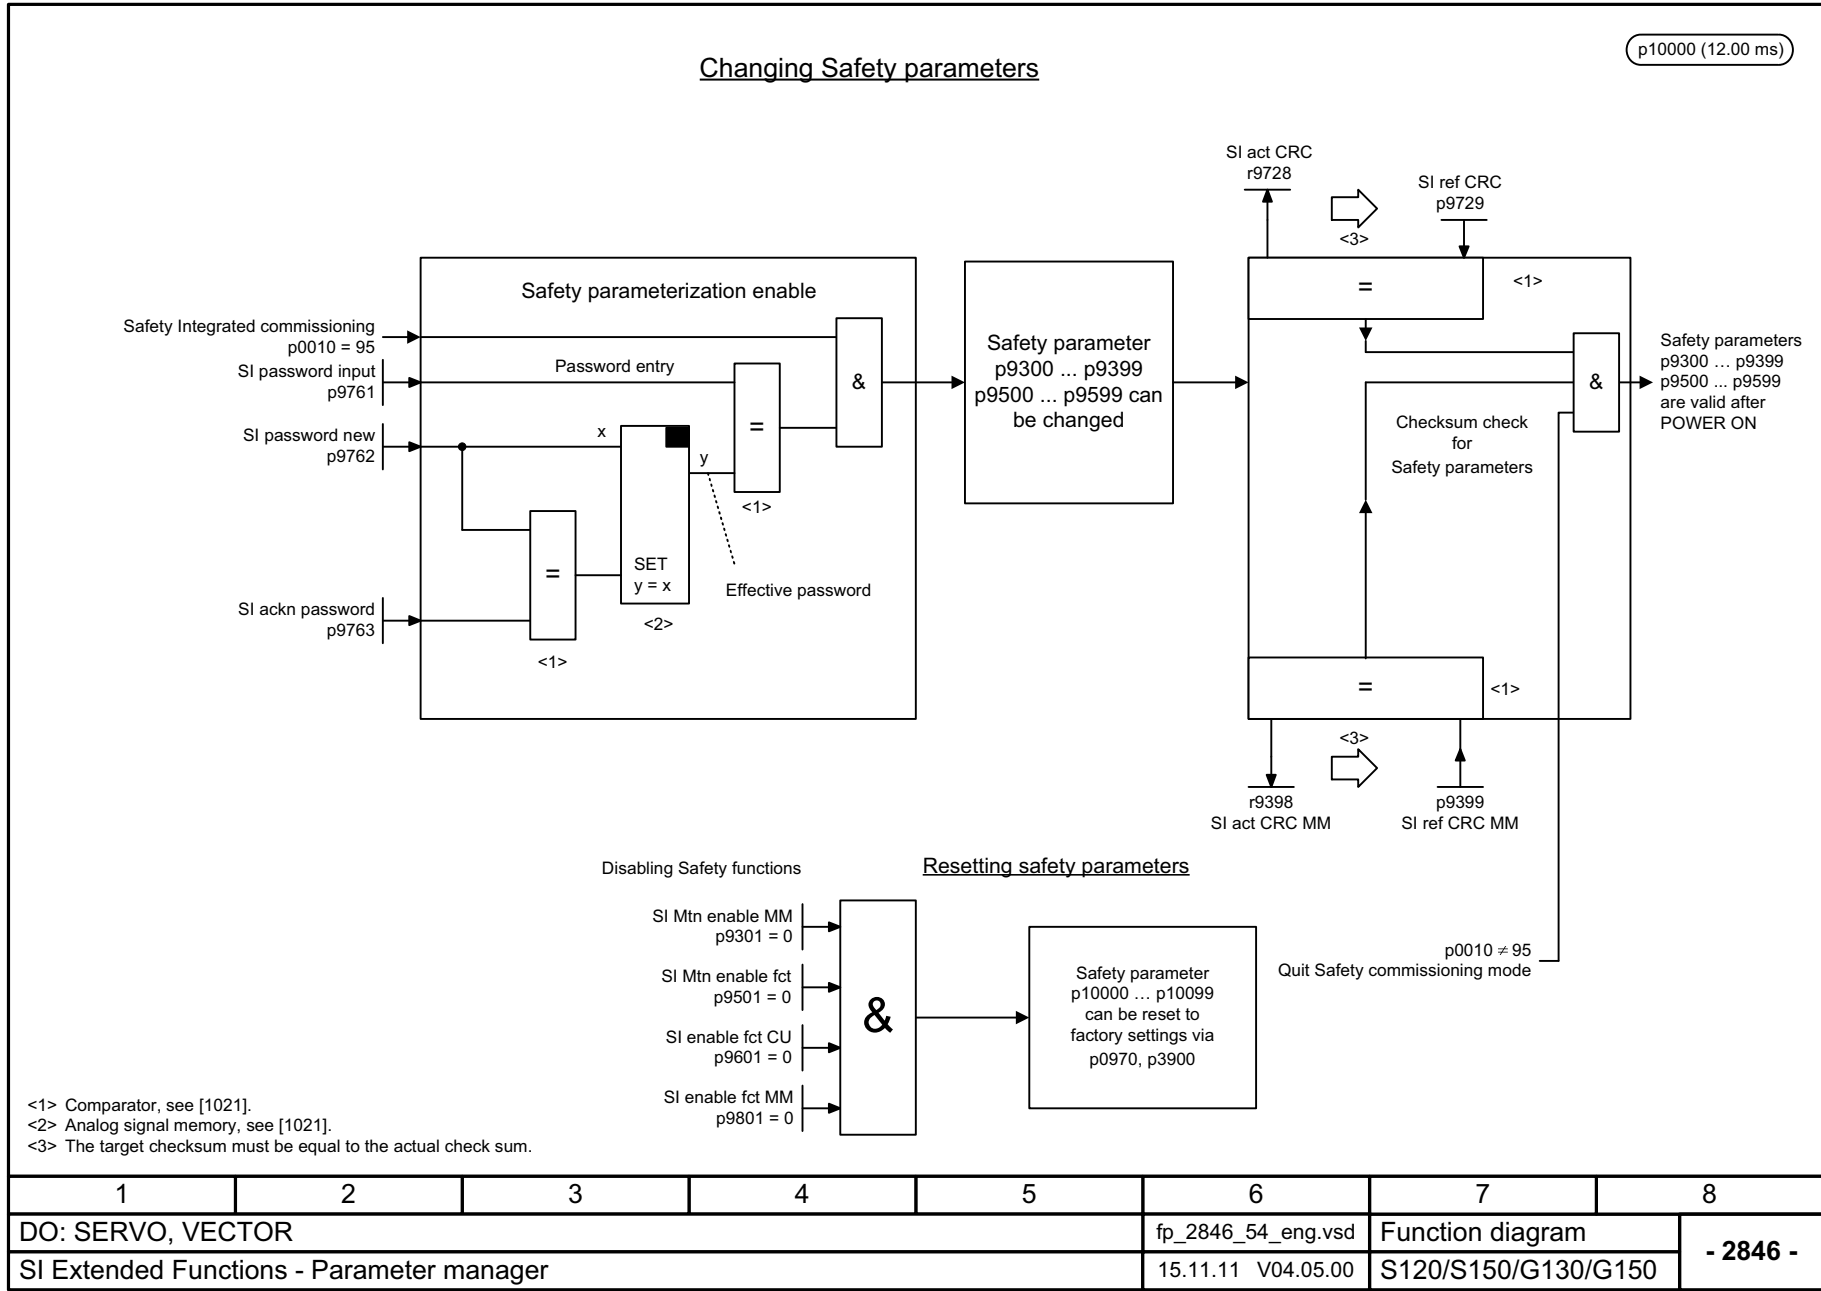 p10000 (12.00 ms)
Changing Safety parameters
SI act CRC
r9728
SI ref CRC
p9729
<3>
Safety parameterization enable
=
<1>
Safety Integrated commissioning
p0010 = 95
SI password input
p9761
Password entry
&
Safety parameter
p9300 ... p9399
p9500 ... p9599 can
be changed
&
Safety parameters
p9300 … p9399
p9500 ... p9599
are valid after
POWER ON
SI password new
p9762
x
y
=
<1>
Checksum check
for
Safety parameters
=
SET
y = x
Effective password
SI ackn password
p9763
<2>
<1>
=
<1>
<3>
r9398
SI act CRC MM
p9399
SI ref CRC MM
Disabling Safety functions
Resetting safety parameters
SI Mtn enable MM
p9301 = 0
SI Mtn enable fct
p9501 = 0
SI enable fct CU
p9601 = 0
SI enable fct MM
p9801 = 0
&
Safety parameter
p10000 … p10099
can be reset to
factory settings via
p0970, p3900
p0010 ≠ 95
Quit Safety commissioning mode
<1> Comparator, see [1021].
<2> Analog signal memory, see [1021].
<3> The target checksum must be equal to the actual check sum.
1 2 3 4 5 6 7 8
DO: SERVO, VECTOR
fp_2846_54_eng.vsd
Function diagram
- 2846 -
SI Extended Functions - Parameter manager
15.11.11 V04.05.00
S120/S150/G130/G150